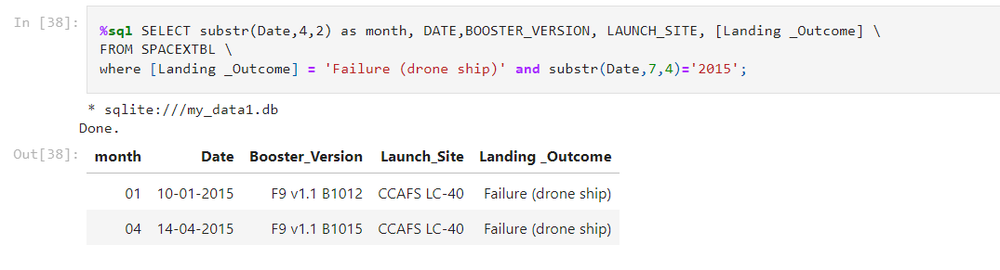 In [38]: %sql SELECT substr(Date,4,2) as month, DATE,BOOSTER_VERSION, LAUNCH_SITE, [Landing _Outcome] \
FROM SPACEXTBL \
where [Landing _Outcome] = 'Failure (drone ship)' and substr(Date,7,4)='2015';
* sqlite:///my_data1.db
Done.
Out[38]: month Date Booster_Version Launch_Site Landing _Outcome
01 10-01-2015 F9 v1.1 B1012 CCAFS LC-40 Failure (drone ship)
04 14-04-2015 F9 v1.1 B1015 CCAFS LC-40 Failure (drone ship)